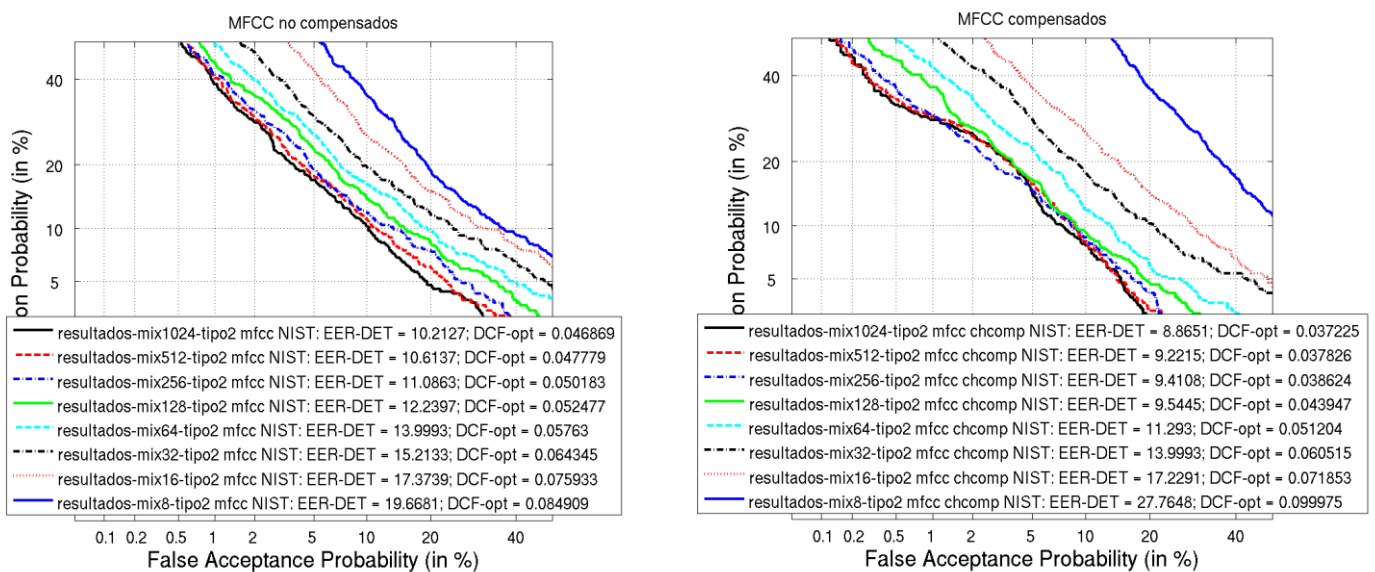 MFCC no compensados
40
20
10
5
on Probability (in %)
resultados-mix1024-tipo2 mfcc NIST: EER-DET = 10.2127; DCF-opt = 0.046869
resultados-mix512-tipo2 mfcc NIST: EER-DET = 10.6137; DCF-opt = 0.047779
resultados-mix256-tipo2 mfcc NIST: EER-DET = 11.0863; DCF-opt = 0.050183
resultados-mix128-tipo2 mfcc NIST: EER-DET = 12.2397; DCF-opt = 0.052477
resultados-mix64-tipo2 mfcc NIST: EER-DET = 13.9993; DCF-opt = 0.05763
resultados-mix32-tipo2 mfcc NIST: EER-DET = 15.2133; DCF-opt = 0.064345
resultados-mix16-tipo2 mfcc NIST: EER-DET = 17.3739; DCF-opt = 0.075933
resultados-mix8-tipo2 mfcc NIST: EER-DET = 19.6681; DCF-opt = 0.084909
0.1 0.2 0.5 1 2 5 10 20 40
False Acceptance Probability (in %)
MFCC compensados
40
20
10
5
on Probability (in %)
resultados-mix1024-tipo2 mfcc chcomp NIST: EER-DET = 8.8651; DCF-opt = 0.037225
resultados-mix512-tipo2 mfcc chcomp NIST: EER-DET = 9.2215; DCF-opt = 0.037826
resultados-mix256-tipo2 mfcc chcomp NIST: EER-DET = 9.4108; DCF-opt = 0.038624
resultados-mix128-tipo2 mfcc chcomp NIST: EER-DET = 9.5445; DCF-opt = 0.043947
resultados-mix64-tipo2 mfcc chcomp NIST: EER-DET = 11.293; DCF-opt = 0.051204
resultados-mix32-tipo2 mfcc chcomp NIST: EER-DET = 13.9993; DCF-opt = 0.060515
resultados-mix16-tipo2 mfcc chcomp NIST: EER-DET = 17.2291; DCF-opt = 0.071853
resultados-mix8-tipo2 mfcc chcomp NIST: EER-DET = 27.7648; DCF-opt = 0.099975
0.1 0.2 0.5 1 2 5 10 20 40
False Acceptance Probability (in %)